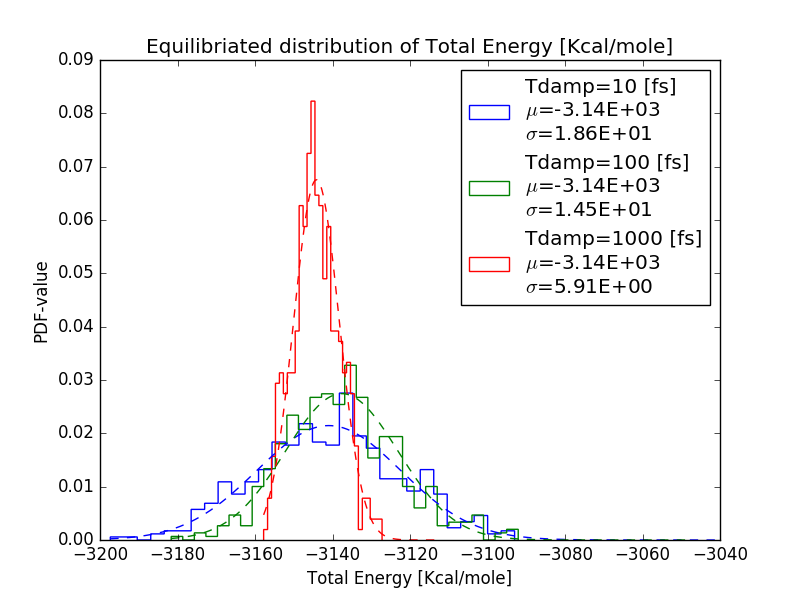 Equilibriated distribution of Total Energy [Kcal/mole]
0.09
0.08
0.07
0.06
0.05
0.04
0.03
0.02
0.01
0.00
PDF-value
Tdamp=10 [fs]
μ=-3.14E+03
σ=1.86E+01
Tdamp=100 [fs]
μ=-3.14E+03
σ=1.45E+01
Tdamp=1000 [fs]
μ=-3.14E+03
σ=5.91E+00
−3200 −3180 −3160 −3140 −3120 −3100 −3080 −3060 −3040
Total Energy [Kcal/mole]